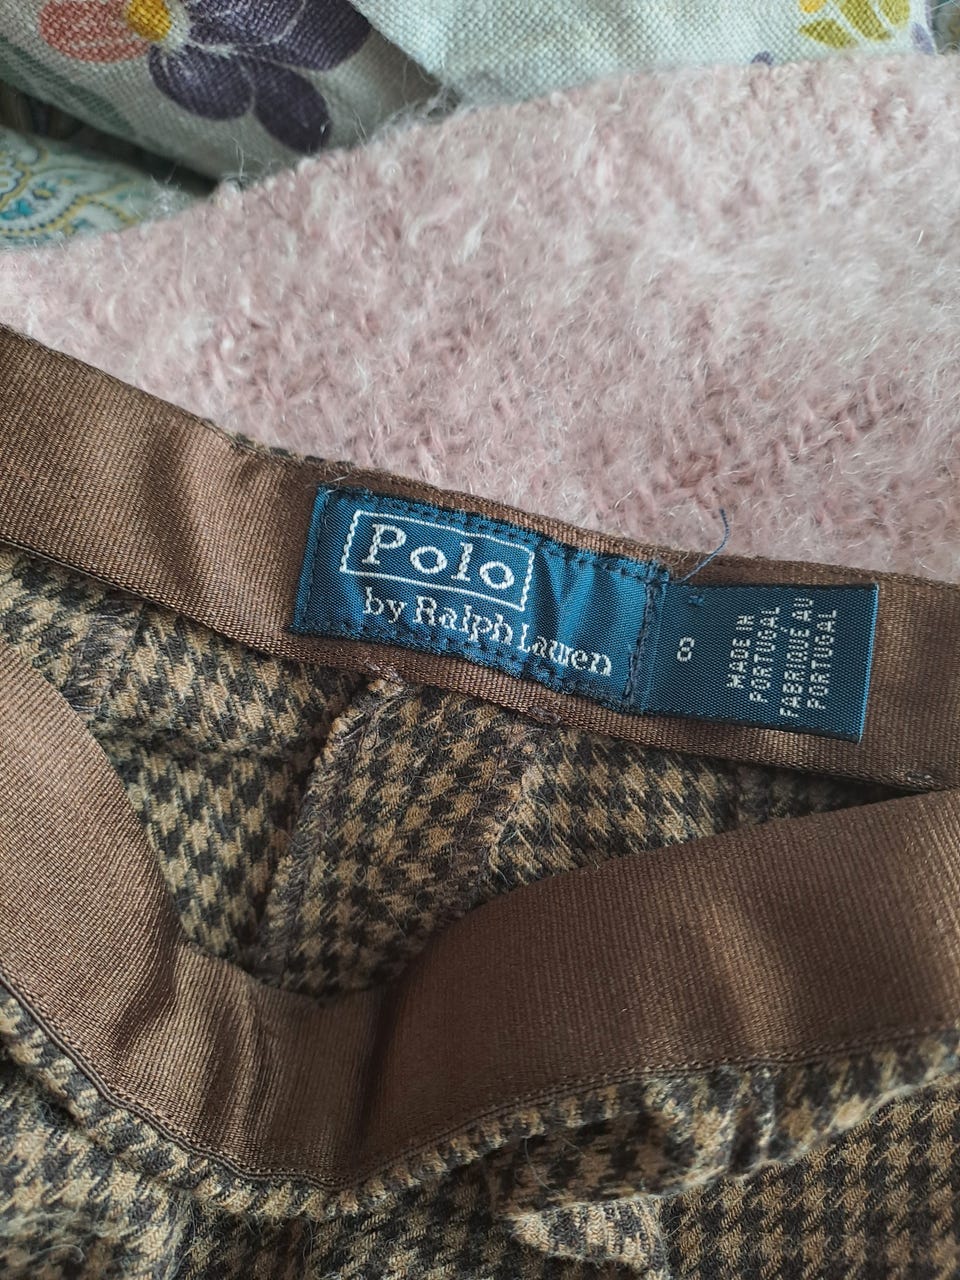 Polo
by Ralph Lauren
8
MADE IN
PORTUGAL
FABRIQUE AU
PORTUGAL